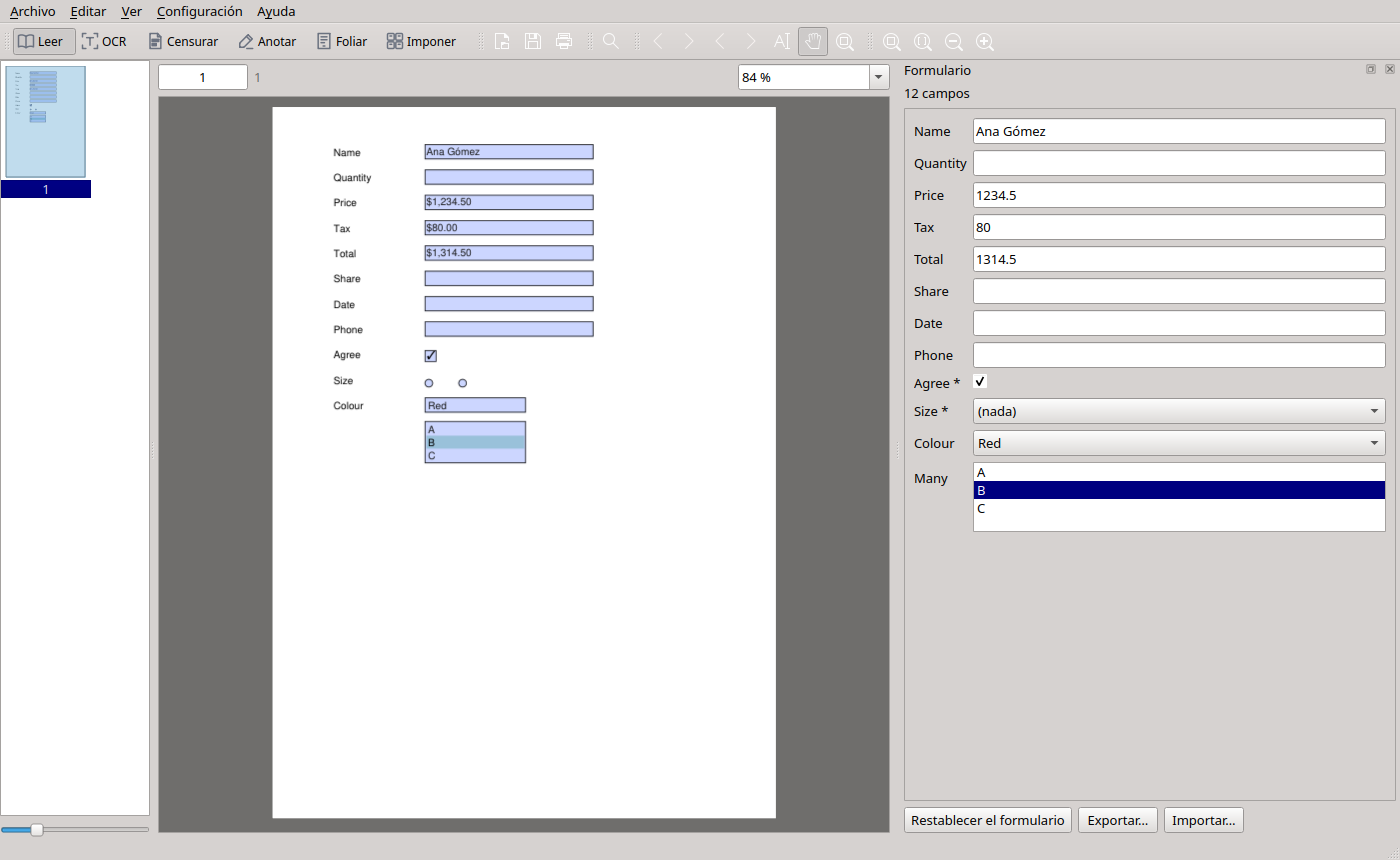 Archivo Editar Ver Configuración Ayuda
Leer OCR Censurar Anotar Foliar Imponer
1
1 1 84 %
Name Ana Gómez
Quantity
Price $1,234.50
Tax $80.00
Total $1,314.50
Share
Date
Phone
Agree
Size
Colour Red
A
B
C
Formulario
12 campos
Name Ana Gómez
Quantity
Price 1234.5
Tax 80
Total 1314.5
Share
Date
Phone
Agree *
Size * (nada)
Colour Red
Many A
B
C
Restablecer el formulario Exportar... Importar...